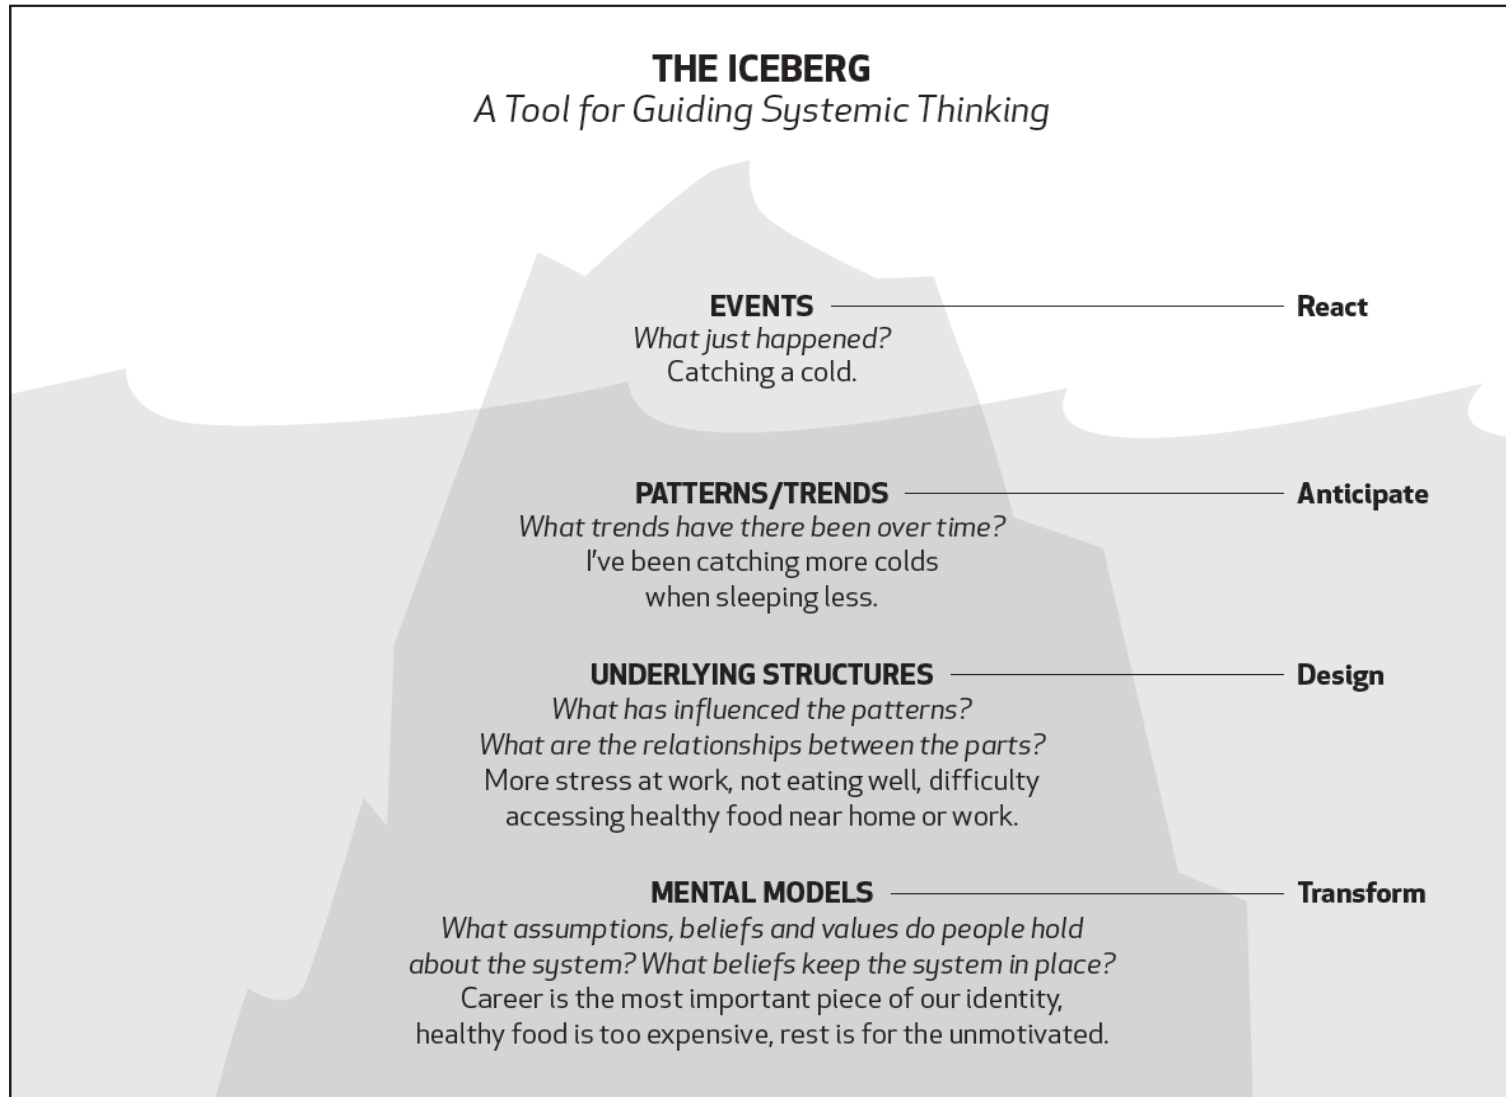 THE ICEBERG
A Tool for Guiding Systemic Thinking
EVENTS
React
What just happened?
Catching a cold.
PATTERNS/TRENDS
Anticipate
What trends have there been over time?
I've been catching more colds
when sleeping less.
UNDERLYING STRUCTURES
Design
What has influenced the patterns?
What are the relationships between the parts?
More stress at work, not eating well, difficulty
accessing healthy food near home or work.
MENTAL MODELS
Transform
What assumptions, beliefs and values do people hold
about the system? What beliefs keep the system in place?
Career is the most important piece of our identity,
healthy food is too expensive, rest is for the unmotivated.